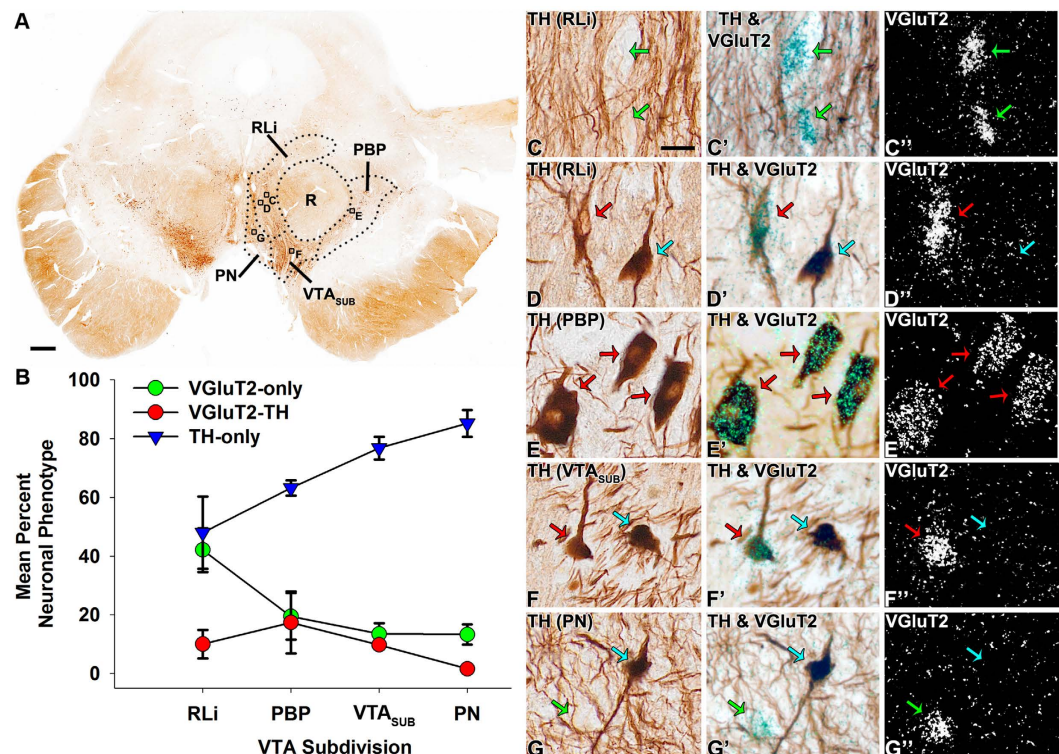 A
RLi
PBP
R
C
D
E
G
F
PN
VTASUB
B
VGluT2-only
VGluT2-TH
TH-only
100
80
60
40
20
0
Mean Percent
Neuronal Phenotype
RLi
PBP
VTASUB
PN
VTA Subdivision
TH (RLi)
C
TH &
VGluT2
C'
VGluT2
C''
TH (RLi)
D
TH & VGluT2
D'
VGluT2
D''
TH (PBP)
E
TH & VGluT2
E'
VGluT2
E''
TH (VTASUB)
F
TH & VGluT2
F'
VGluT2
F''
TH (PN)
G
TH & VGluT2
G'
VGluT2
G''